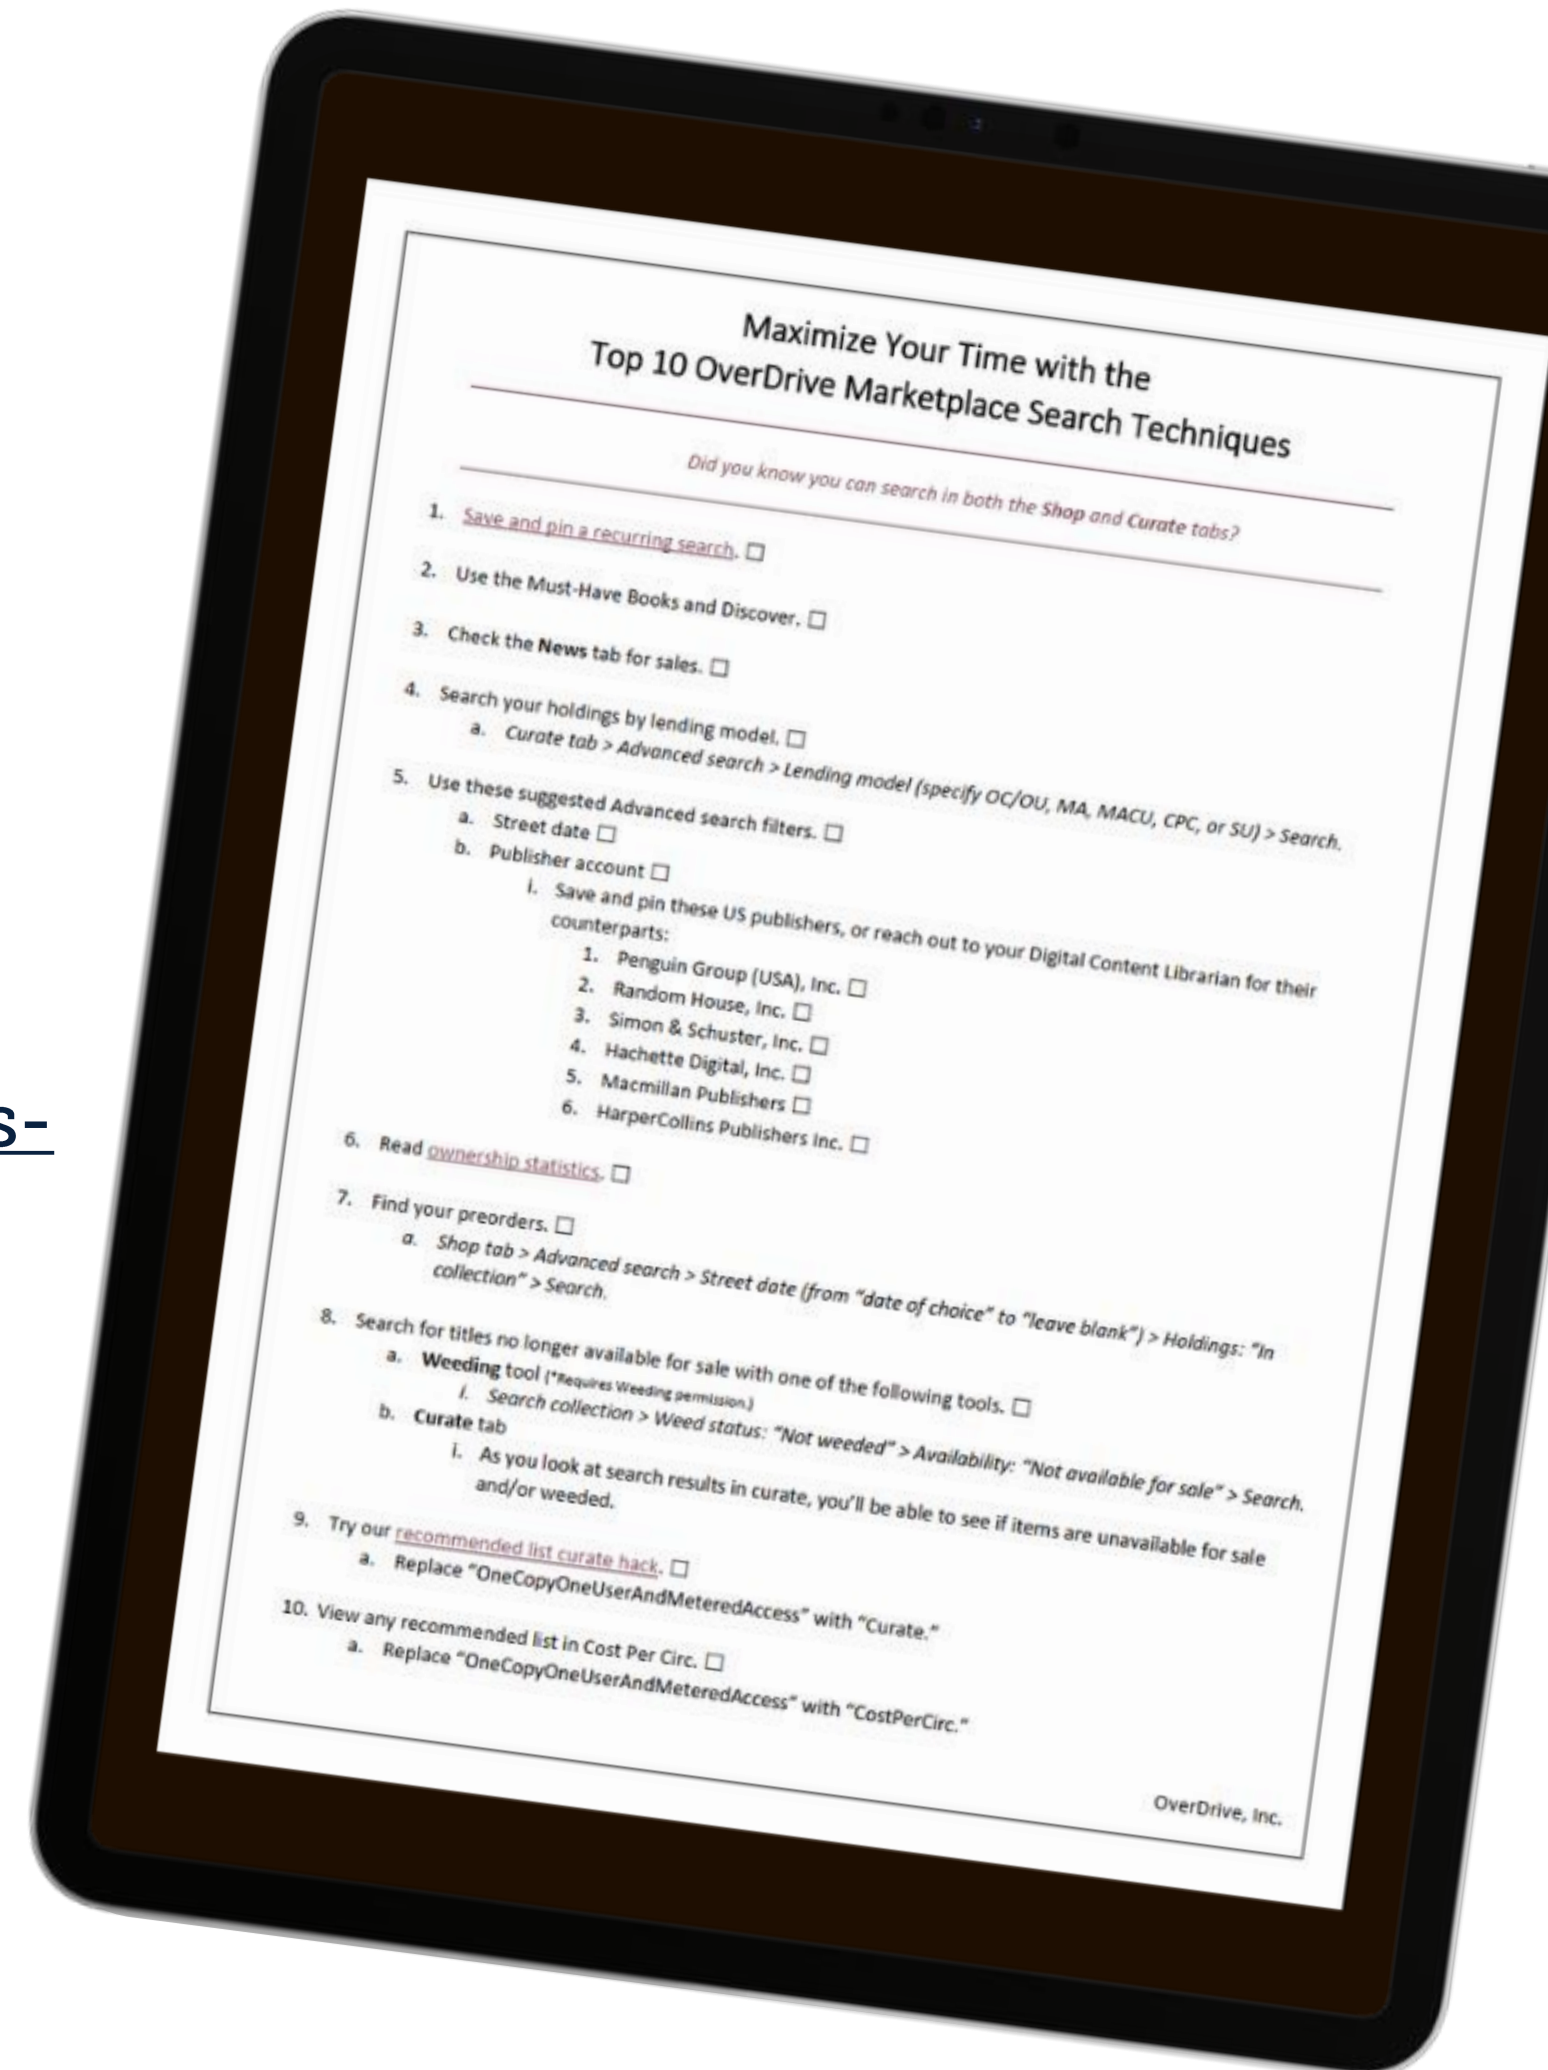 Maximize Your Time with the
Top 10 OverDrive Marketplace Search Techniques
Did you know you can search in both the Shop and Curate tabs?
1. Save and pin a recurring search. ☐
2. Use the Must-Have Books and Discover. ☐
3. Check the News tab for sales. ☐
4. Search your holdings by lending model. ☐
a. Curate tab > Advanced search > Lending model (specify OC/OU, MA, MACU, CPC, or SU) > Search.
5. Use these suggested Advanced search filters. ☐
a. Street date ☐
b. Publisher account ☐
i. Save and pin these US publishers, or reach out to your Digital Content Librarian for their
counterparts:
1. Penguin Group (USA), Inc. ☐
2. Random House, Inc. ☐
3. Simon & Schuster, Inc. ☐
4. Hachette Digital, Inc. ☐
5. Macmillan Publishers ☐
6. HarperCollins Publishers Inc. ☐
6. Read ownership statistics. ☐
7. Find your preorders. ☐
a. Shop tab > Advanced search > Street date (from "date of choice" to "leave blank") > Holdings: "In
collection" > Search.
8. Search for titles no longer available for sale with one of the following tools. ☐
a. Weeding tool (*Requires Weeding permission.)
i. Search collection > Weed status: "Not weeded" > Availability: "Not available for sale" > Search.
b. Curate tab
i. As you look at search results in curate, you'll be able to see if items are unavailable for sale
and/or weeded.
9. Try our recommended list curate hack. ☐
a. Replace "OneCopyOneUserAndMeteredAccess" with "Curate."
10. View any recommended list in Cost Per Circ. ☐
a. Replace "OneCopyOneUserAndMeteredAccess" with "CostPerCirc."
OverDrive, Inc.
s-